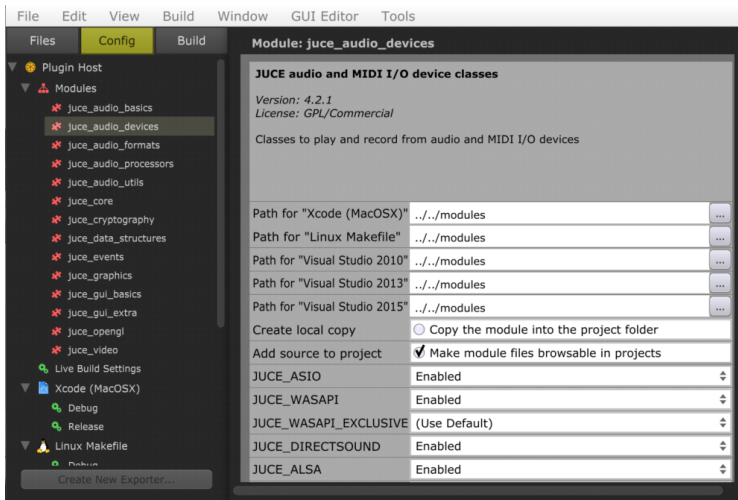 File Edit View Build Window GUI Editor Tools
Files Config Build
Plugin Host
Modules
juce_audio_basics
juce_audio_devices
juce_audio_formats
juce_audio_processors
juce_audio_utils
juce_core
juce_cryptography
juce_data_structures
juce_events
juce_graphics
juce_gui_basics
juce_gui_extra
juce_opengl
juce_video
Live Build Settings
Xcode (MacOSX)
Debug
Release
Linux Makefile
Debug
Create New Exporter...
Module: juce_audio_devices
JUCE audio and MIDI I/O device classes
Version: 4.2.1
License: GPL/Commercial
Classes to play and record from audio and MIDI I/O devices
Path for "Xcode (MacOSX)" ../../modules ...
Path for "Linux Makefile" ../../modules ...
Path for "Visual Studio 2010" ../../modules ...
Path for "Visual Studio 2013" ../../modules ...
Path for "Visual Studio 2015" ../../modules ...
Create local copy Copy the module into the project folder
Add source to project Make module files browsable in projects
JUCE_ASIO Enabled
JUCE_WASAPI Enabled
JUCE_WASAPI_EXCLUSIVE (Use Default)
JUCE_DIRECTSOUND Enabled
JUCE_ALSA Enabled